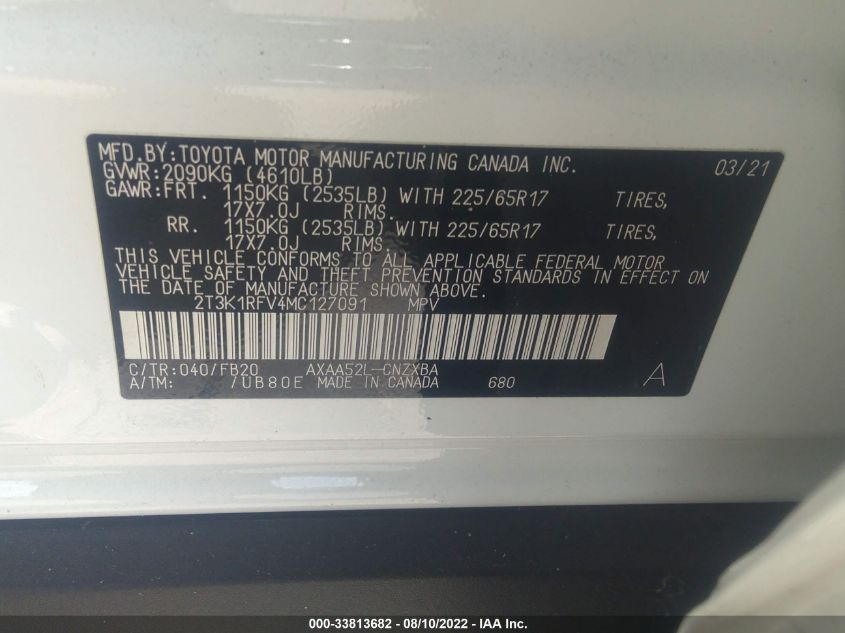 MFD.BY:TOYOTA MOTOR MANUFACTURING CANADA INC. 03/21
GVWR:2090KG (4610LB)
GAWR:FRT. 1150KG (2535LB) WITH 225/65R17 TIRES,
17X7.0J RIMS.
RR. 1150KG (2535LB) WITH 225/65R17 TIRES,
17X7.0J RIMS.
THIS VEHICLE CONFORMS TO ALL APPLICABLE FEDERAL MOTOR
VEHICLE SAFETY AND THEFT PREVENTION STANDARDS IN EFFECT ON
THE DATE OF MANUFACTURE SHOWN ABOVE.
2T3K1RFV4MC127091 MPV
C/TR:040/FB20 AXAA52L-CNZXBA
A/TM: /UB80E MADE IN CANADA 680 A
000-33813682 - 08/10/2022 - IAA Inc.